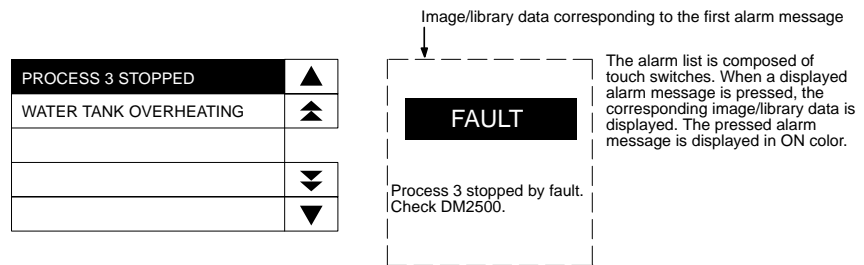 Image/library data corresponding to the first alarm message
PROCESS 3 STOPPED
WATER TANK OVERHEATING
FAULT
Process 3 stopped by fault.
Check DM2500.
The alarm list is composed of
touch switches. When a displayed
alarm message is pressed, the
corresponding image/library data is
displayed. The pressed alarm
message is displayed in ON color.